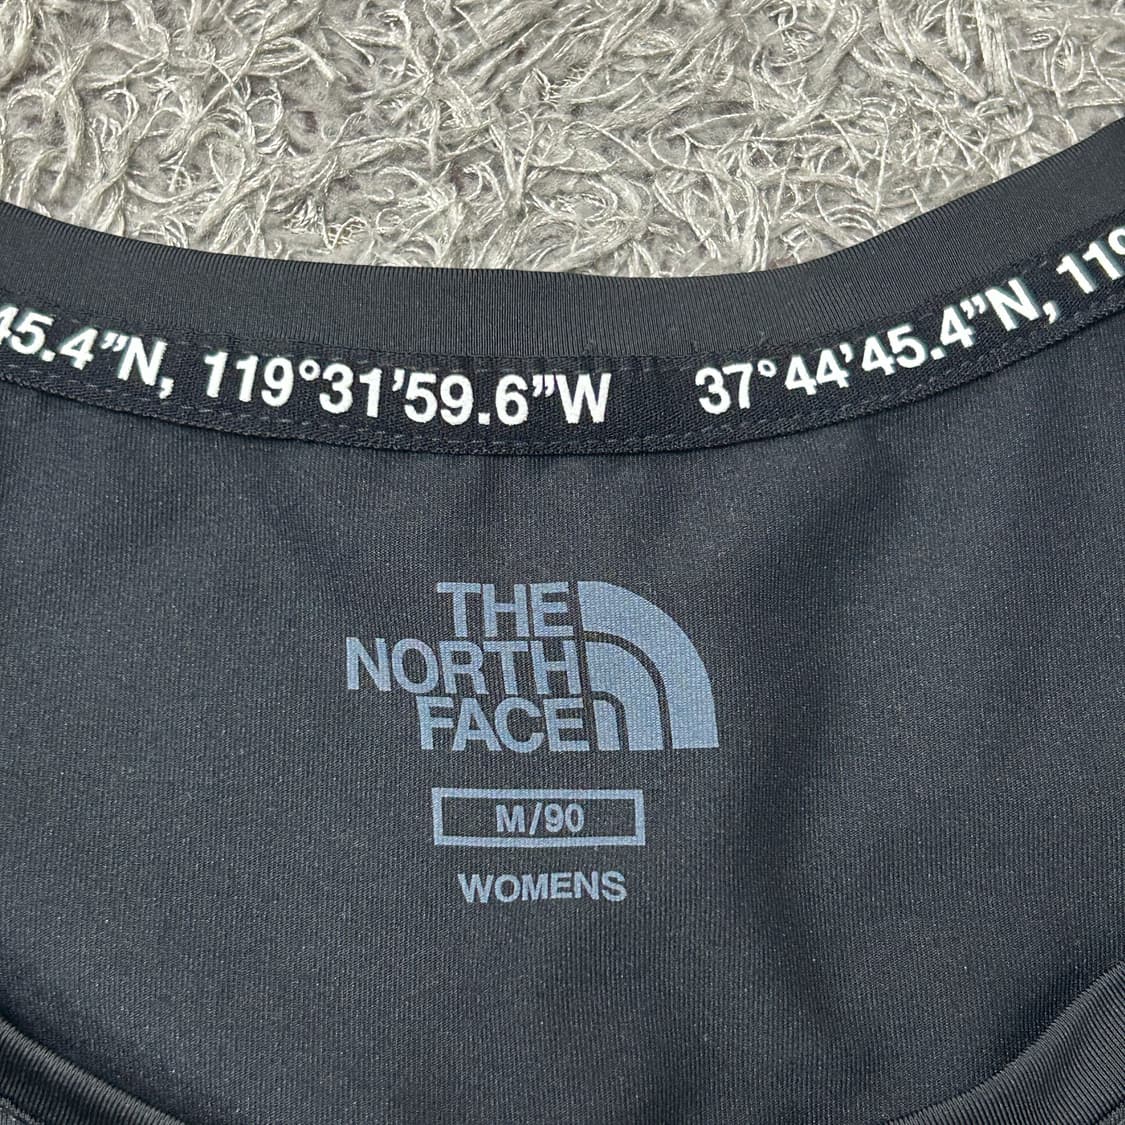 45.4”N, 119°31’59.6”W 37°44’45.4”N, 119
THE
NORTH
FACE
M/90
WOMENS